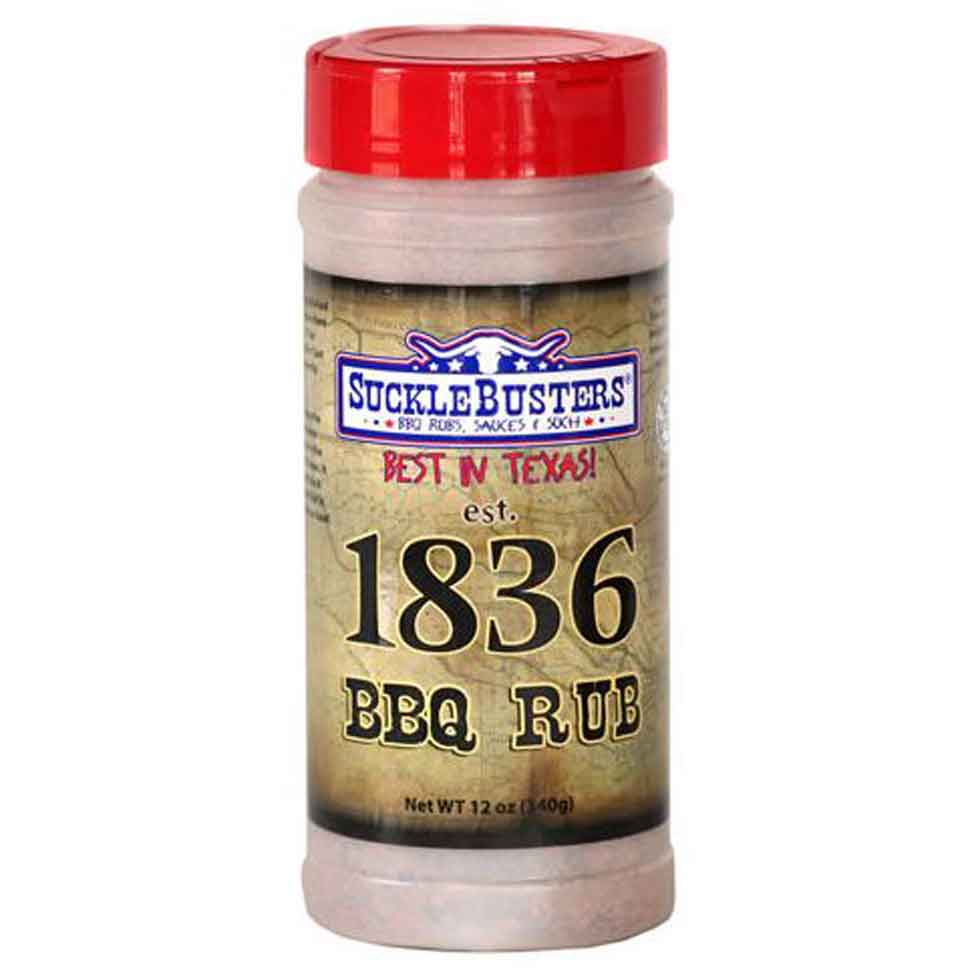 SUCKLEBUSTERS®
BBQ RUBS, SAUCES & SUCH
BEST IN TEXAS!
est.
1836
BBQ RUB
Net WT 12 oz (340g)